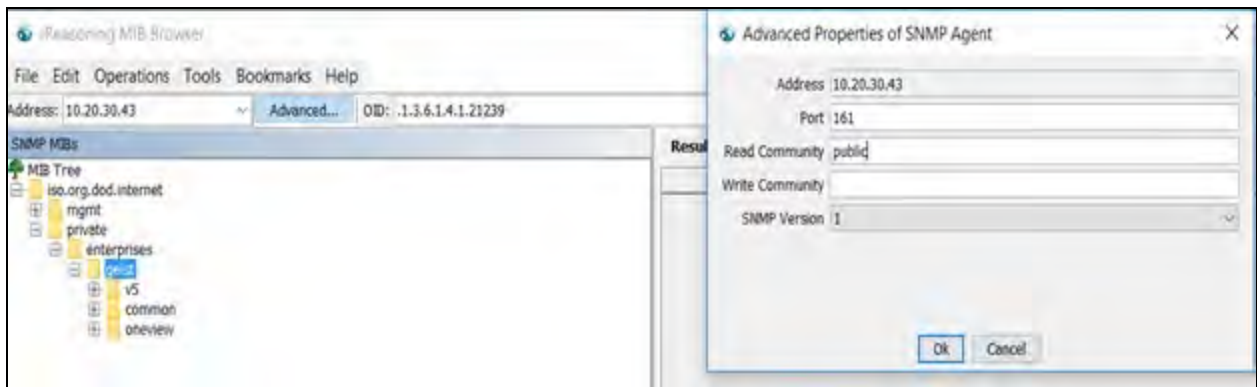 iReasoning MIB Browser
File Edit Operations Tools Bookmarks Help
Address: 10.20.30.43
Advanced...
OID: .1.3.6.1.4.1.21239
SNMP MIBs
MIB Tree
iso.org.dod.internet
mgmt
private
enterprises
geist
v5
common
oneview
Resul
Advanced Properties of SNMP Agent
Address 10.20.30.43
Port 161
Read Community public
Write Community
SNMP Version 1
Ok
Cancel